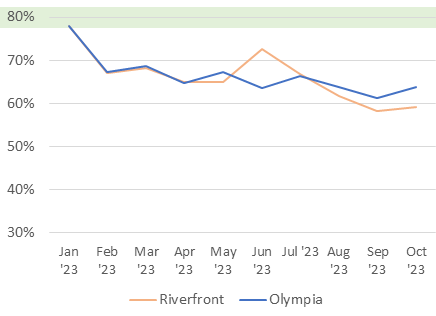 80%
70%
60%
50%
40%
30%
Jan '23
Feb '23
Mar '23
Apr '23
May '23
Jun '23
Jul '23
Aug '23
Sep '23
Oct '23
Riverfront
Olympia